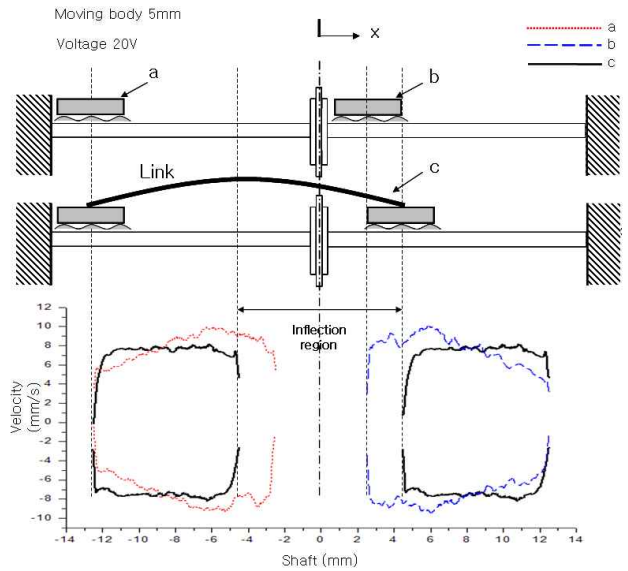 Moving body 5mm
Voltage 20V
x
a
b
c
a
b
Link
c
Inflection
region
Velocity
(mm/s)
12
10
8
6
4
2
0
-2
-4
-6
-8
-10
-14 -12 -10 -8 -6 -4 -2 0 2 4 6 8 10 12 14
Shaft (mm)